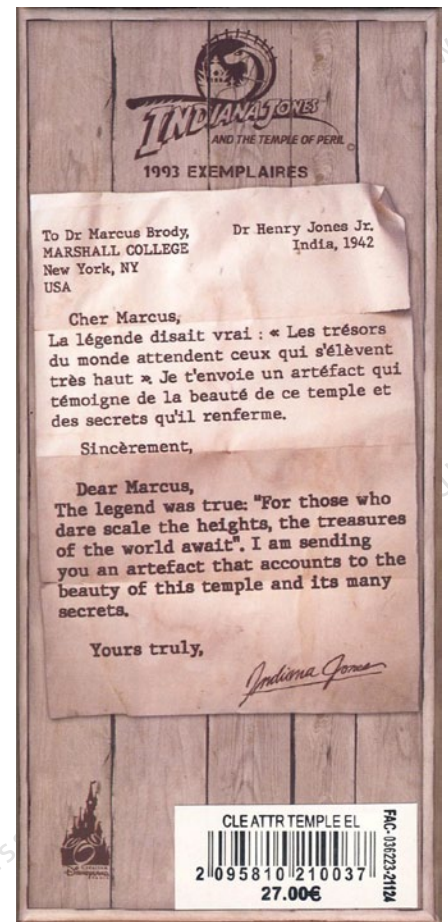 INDIANA JONES
AND THE TEMPLE OF PERIL
1993 EXEMPLAIRES
To Dr Marcus Brody,
MARSHALL COLLEGE
New York, NY
USA
Dr Henry Jones Jr.
India, 1942
Cher Marcus,
La légende disait vrai : « Les trésors
du monde attendent ceux qui s'élèvent
très haut ». Je t'envoie un artéfact qui
témoigne de la beauté de ce temple et
des secrets qu'il renferme.
Sincèrement,
Dear Marcus,
The legend was true: "For those who
dare scale the heights, the treasures
of the world await". I am sending
you an artefact that accounts to the
beauty of this temple and its many
secrets.
Yours truly,
Indiana Jones
CLE ATTR TEMPLE EL
2 095810 210037
27.00€
FAC- 036223-21124